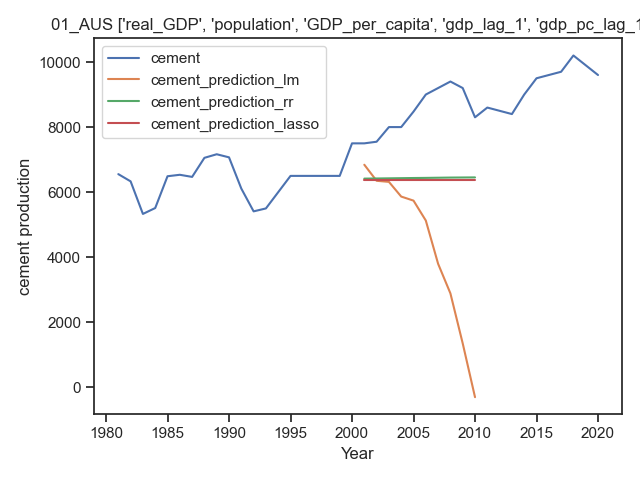 01_AUS ['real_GDP', 'population', 'GDP_per_capita', 'gdp_lag_1', 'gdp_pc_lag_1
cement
cement_prediction_lm
cement_prediction_rr
cement_prediction_lasso
cement production
10000
8000
6000
4000
2000
0
1980 1985 1990 1995 2000 2005 2010 2015 2020
Year